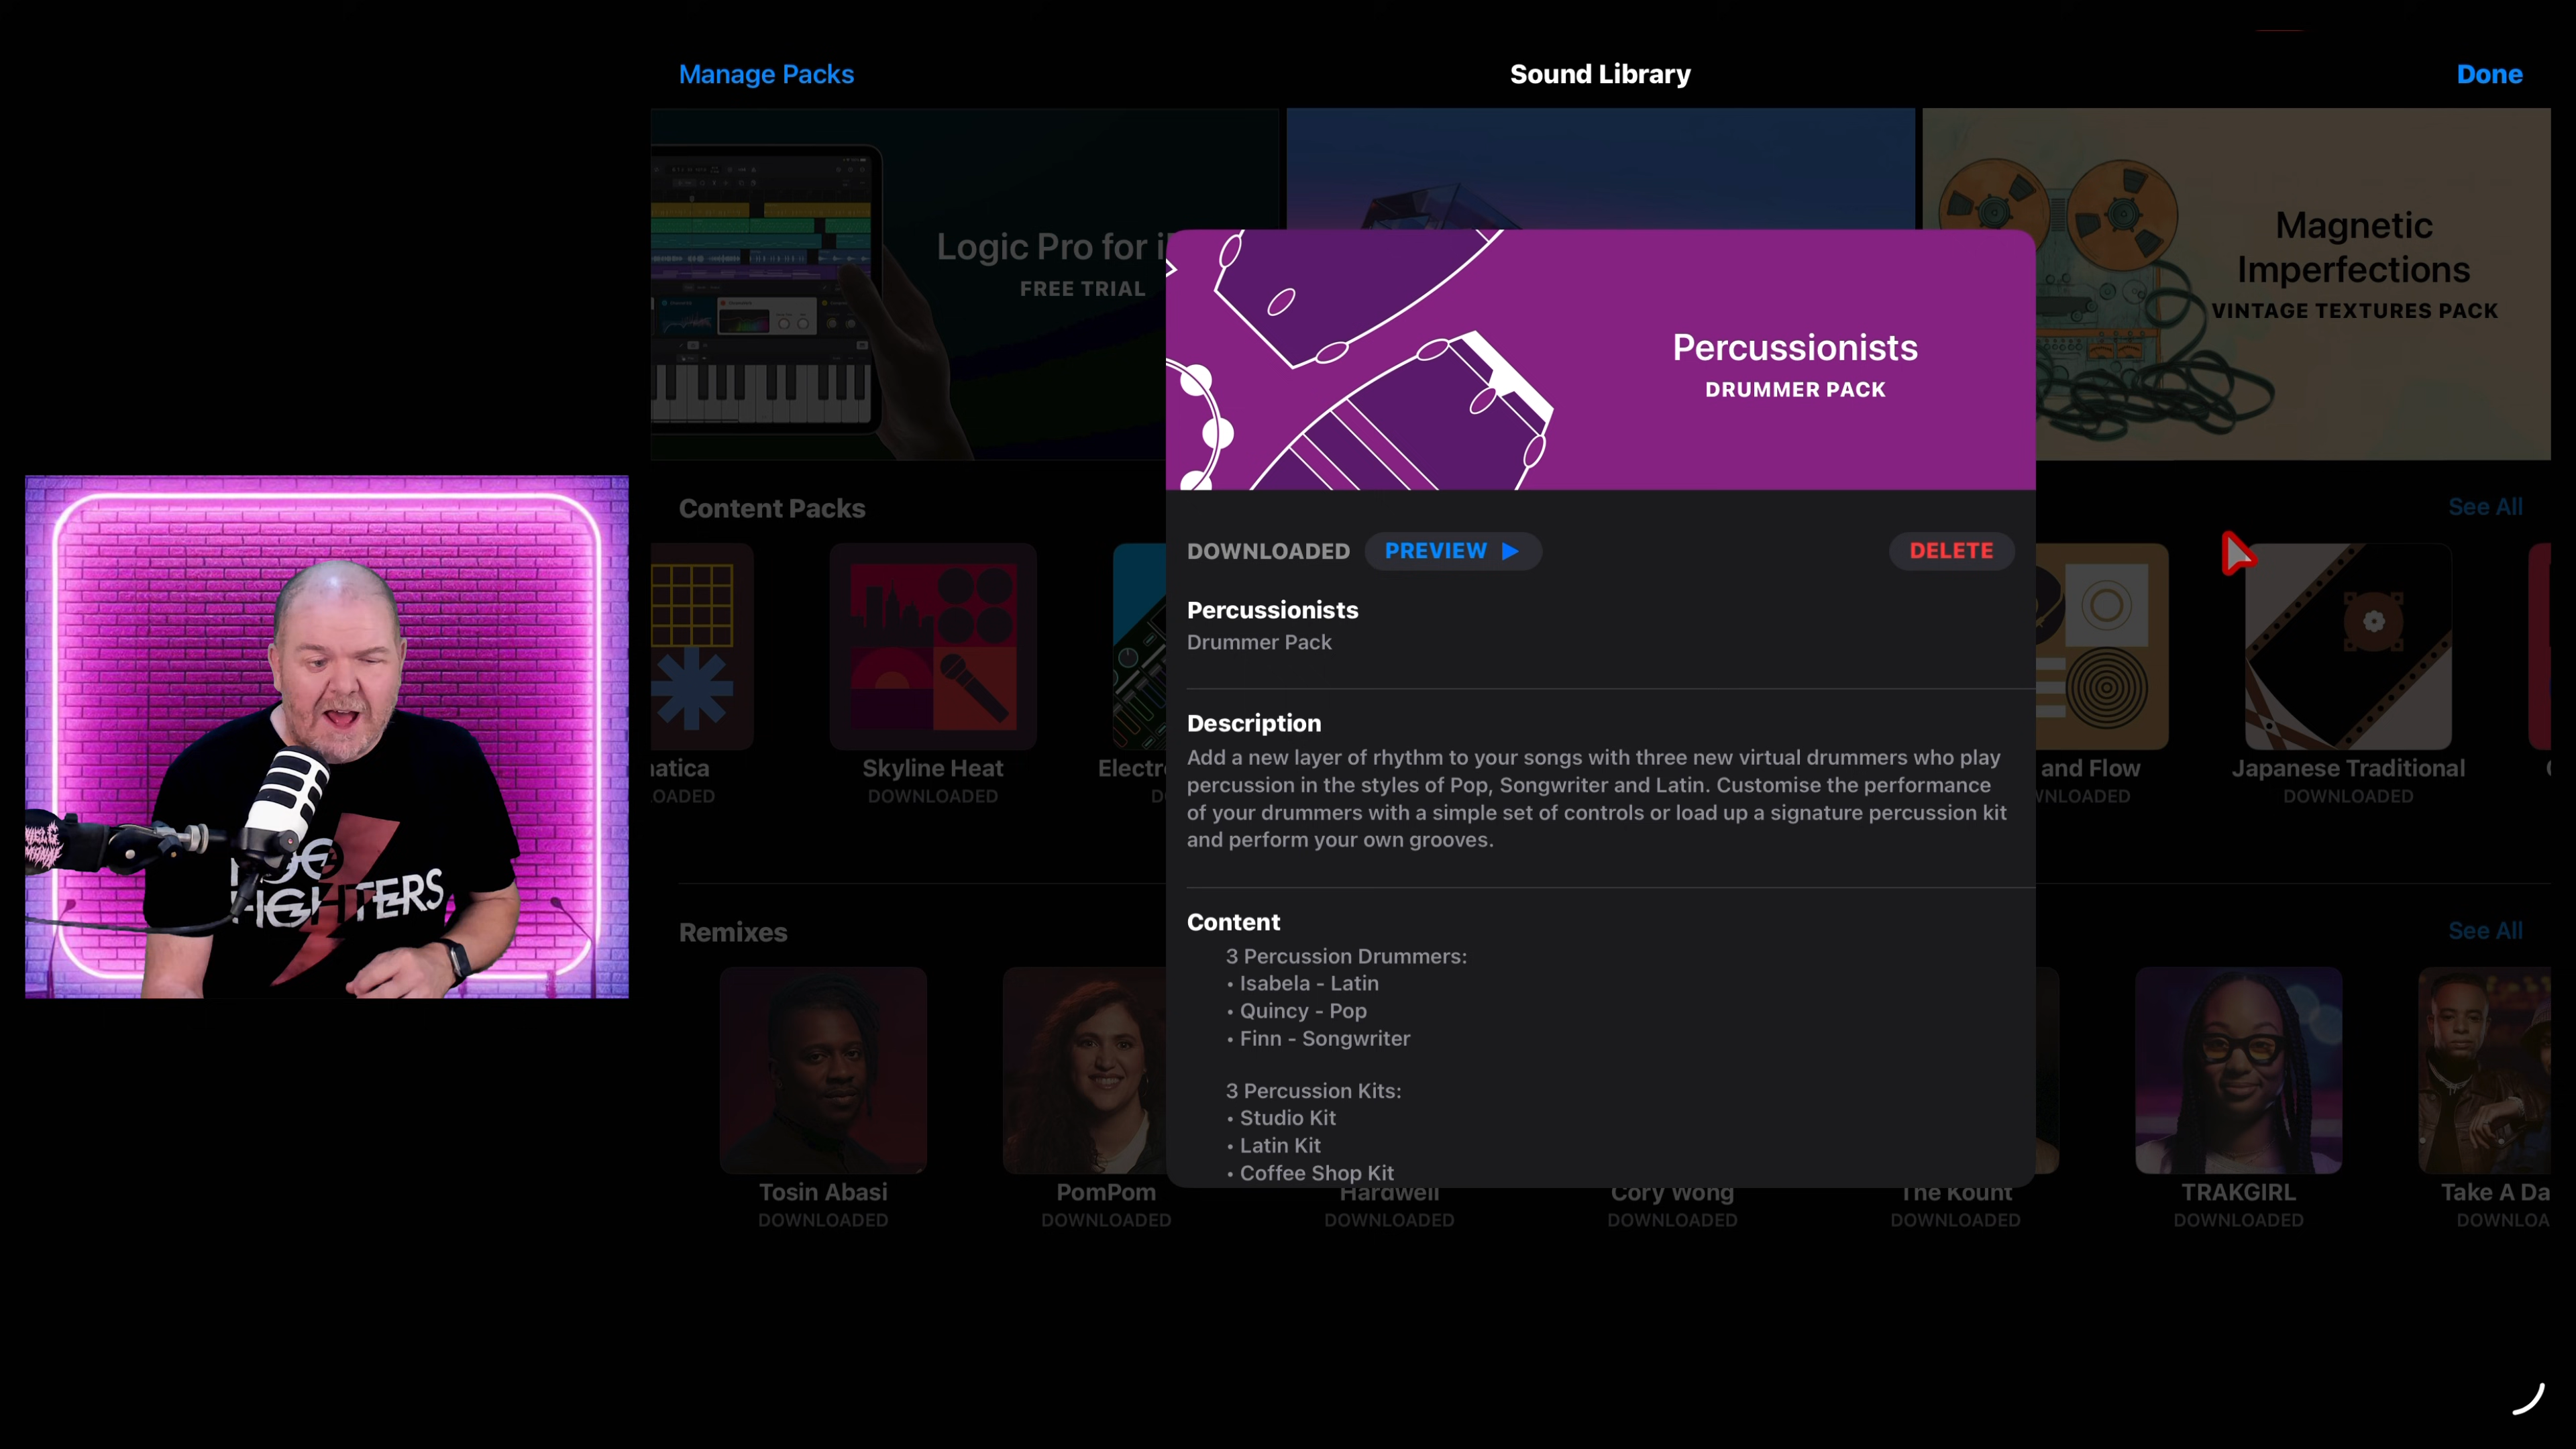 Manage Packs
Sound Library
Done
Logic Pro for
FREE TRIAL
Magnetic
Imperfections
VINTAGE TEXTURES PACK
Percussionists
DRUMMER PACK
Content Packs
See All
DOWNLOADED
PREVIEW
DELETE
Percussionists
Drummer Pack
Skyline Heat
DOWNLOADED
and Flow
Japanese Traditional
DOWNLOADED
Description
Add a new layer of rhythm to your songs with three new virtual drummers who play
percussion in the styles of Pop, Songwriter and Latin. Customise the performance
of your drummers with a simple set of controls or load up a signature percussion kit
and perform your own grooves.
Content
3 Percussion Drummers:
• Isabela - Latin
• Quincy - Pop
• Finn - Songwriter
3 Percussion Kits:
• Studio Kit
• Latin Kit
• Coffee Shop Kit
Remixes
See All
Tosin Abasi
DOWNLOADED
PomPom
DOWNLOADED
Hardwell
DOWNLOADED
Cory Wong
DOWNLOADED
The Kount
DOWNLOADED
TRAKGIRL
DOWNLOADED
Take A Da
DOWNLOA
FIGHTERS